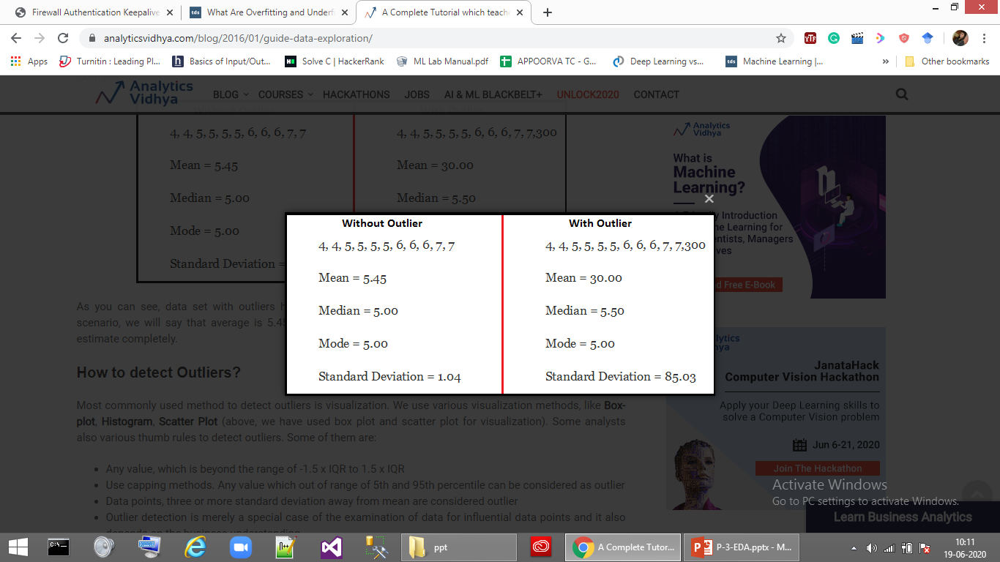 Firewall Authentication Keepalive
What Are Overfitting and Underfi
A Complete Tutorial which teache
analyticsvidhya.com/blog/2016/01/guide-data-exploration/
Apps
Turnitin : Leading Pl...
Basics of Input/Out...
Solve C | HackerRank
ML Lab Manual.pdf
APPOORVA TC - G...
Deep Learning vs...
Machine Learning |...
»
Other bookmarks
Analytics
Vidhya
BLOG COURSES HACKATHONS JOBS AI & ML BLACKBELT+ UNLOCK2020 CONTACT
4, 4, 5, 5, 5, 5, 6, 6, 6, 7, 7
4, 4, 5, 5, 5, 5, 6, 6, 6, 7, 7,300
Mean = 5.45
Mean = 30.00
Median = 5.00
Median = 5.50
Mode = 5.00
Standard Deviation =
Without Outlier
4, 4, 5, 5, 5, 5, 6, 6, 6, 7, 7
Mean = 5.45
Median = 5.00
Mode = 5.00
Standard Deviation = 1.04
With Outlier
4, 4, 5, 5, 5, 5, 6, 6, 6, 7, 7,300
Mean = 30.00
Median = 5.50
Mode = 5.00
Standard Deviation = 85.03
As you can see, data set with outliers h
scenario, we will say that average is 5.45
estimate completely.
How to detect Outliers?
Most commonly used method to detect outliers is visualization. We use various visualization methods, like Box-
plot, Histogram, Scatter Plot (above, we have used box plot and scatter plot for visualization). Some analysts
also various thumb rules to detect outliers. Some of them are:
• Any value, which is beyond the range of -1.5 x IQR to 1.5 x IQR
• Use capping methods. Any value which out of range of 5th and 95th percentile can be considered as outlier
• Data points, three or more standard deviation away from mean are considered outlier
• Outlier detection is merely a special case of the examination of data for influential data points and it also
depends on the business understanding
Analytics
Vidhya
What is
Machine
Learning?
Introduction
ne Learning for
entists, Managers
ves
d Free E-Book
lytics
JanataHack
Computer Vision Hackathon
Apply your Deep Learning skills to
solve a Computer Vision problem
Jun 6-21, 2020
Join The Hackathon
Activate Windows
Go to PC settings to activate Windows.
Learn Business Analytics
C:\
ppt
A Complete Tutor...
P-3-EDA.pptx - M...
10:11
19-06-2020